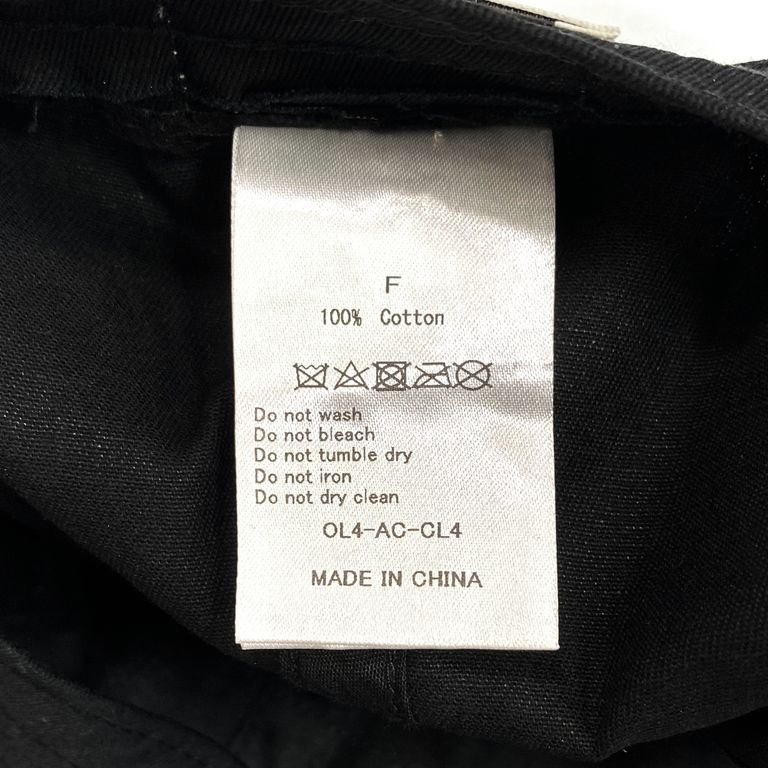 F
100% Cotton
Do not wash
Do not bleach
Do not tumble dry
Do not iron
Do not dry clean
OL4-AC-CL4
MADE IN CHINA